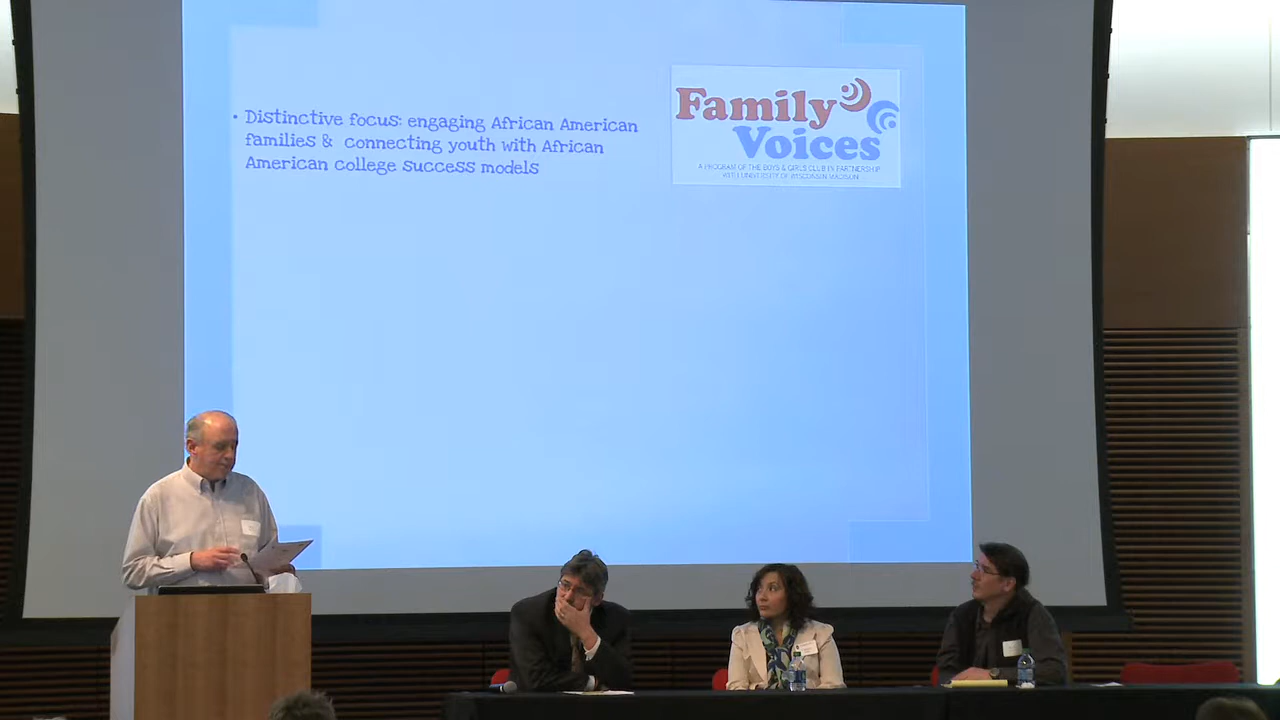 • Distinctive focus: engaging African American
families & connecting youth with African
American college success models
Family
Voices
A PROGRAM OF THE BOYS & GIRLS CLUB IN PARTNERSHIP
WITH UNIVERSITY OF WISCONSIN MADISON